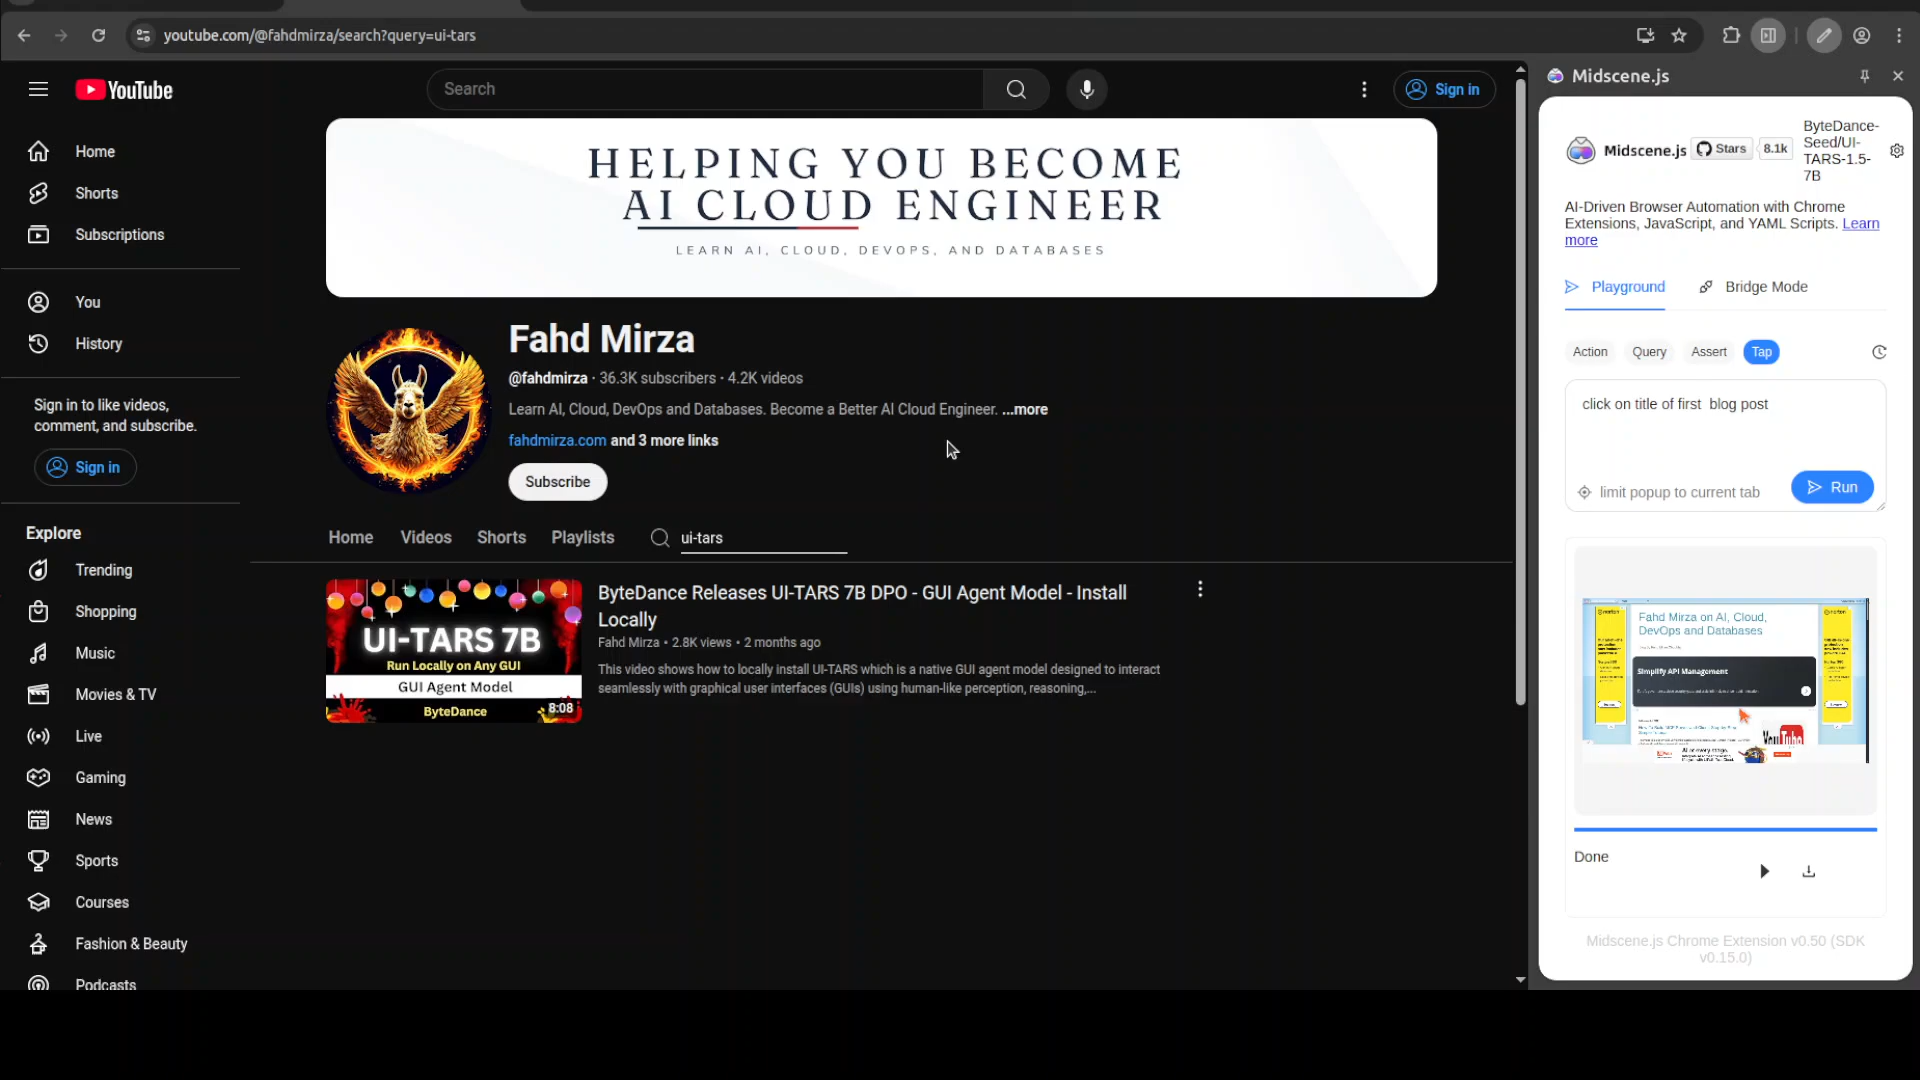 youtube.com/@fahdmirza/search?query=ui-tars
YouTube
Search
Sign in
Home
Shorts
Subscriptions
You
History
Sign in to like videos,
comment, and subscribe.
Sign in
Explore
Trending
Shopping
Music
Movies & TV
Live
Gaming
News
Sports
Courses
Fashion & Beauty
Podcasts
HELPING YOU BECOME
AI CLOUD ENGINEER
LEARN AI, CLOUD, DEVOPS, AND DATABASES
Fahd Mirza
@fahdmirza · 36.3K subscribers · 4.2K videos
Learn AI, Cloud, DevOps and Databases. Become a Better AI Cloud Engineer. ...more
fahdmirza.com and 3 more links
Subscribe
Home Videos Shorts Playlists ui-tars
UI-TARS 7B
Run Locally on Any GUI
GUI Agent Model
ByteDance
8:08
ByteDance Releases UI-TARS 7B DPO - GUI Agent Model - Install
Locally
Fahd Mirza • 2.8K views • 2 months ago
This video shows how to locally install UI-TARS which is a native GUI agent model designed to interact
seamlessly with graphical user interfaces (GUIs) using human-like perception, reasoning,...
Midscene.js
Midscene.js Stars 8.1k
ByteDance-
Seed/UI-
TARS-1.5-
7B
AI-Driven Browser Automation with Chrome
Extensions, JavaScript, and YAML Scripts. Learn
more
Playground Bridge Mode
Action Query Assert Tap
click on title of first  blog post
limit popup to current tab
Run
norton
Fahd Mirza on AI, Cloud,
DevOps and Databases
norton
Simplify API Management
YouTube
Done
Midscene.js Chrome Extension v0.50 (SDK
v0.15.0)